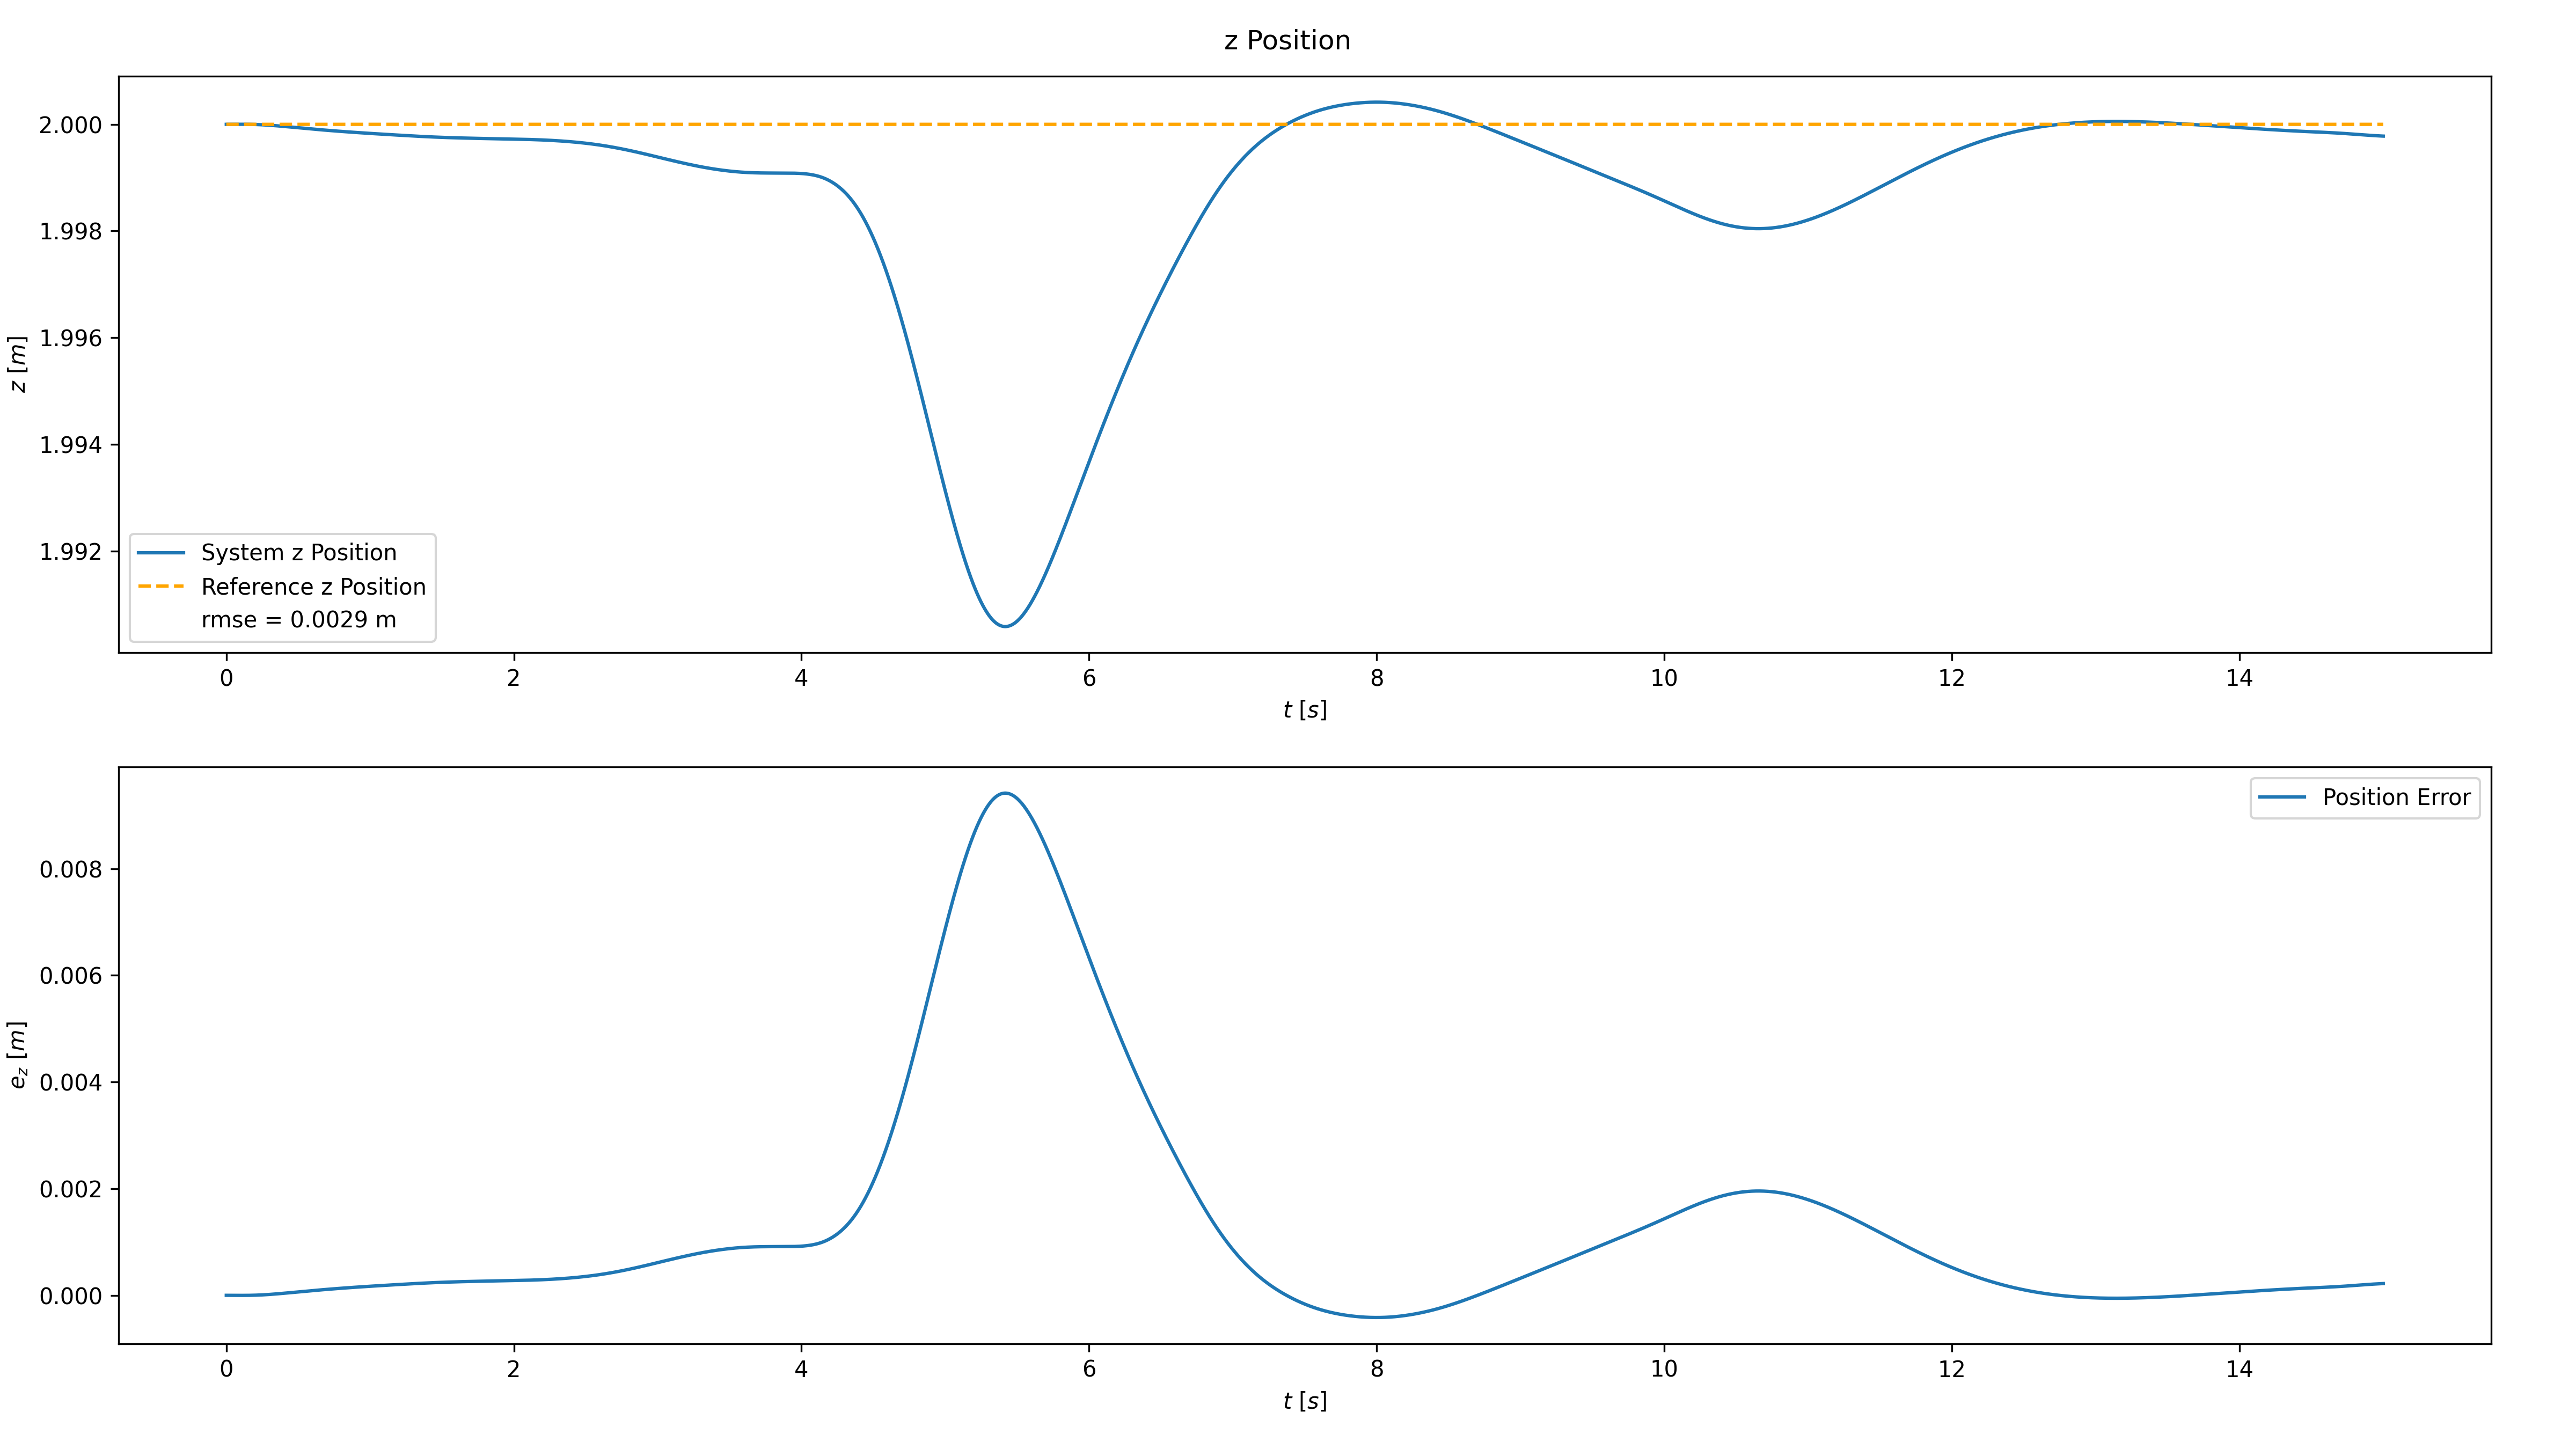 z Position
2.000
1.998
1.996
1.994
1.992
z [m]
System z Position
Reference z Position
rmse = 0.0029 m
0 2 4 6 8 10 12 14
t [s]
Position Error
0.008
0.006
0.004
0.002
0.000
e_z [m]
0 2 4 6 8 10 12 14
t [s]